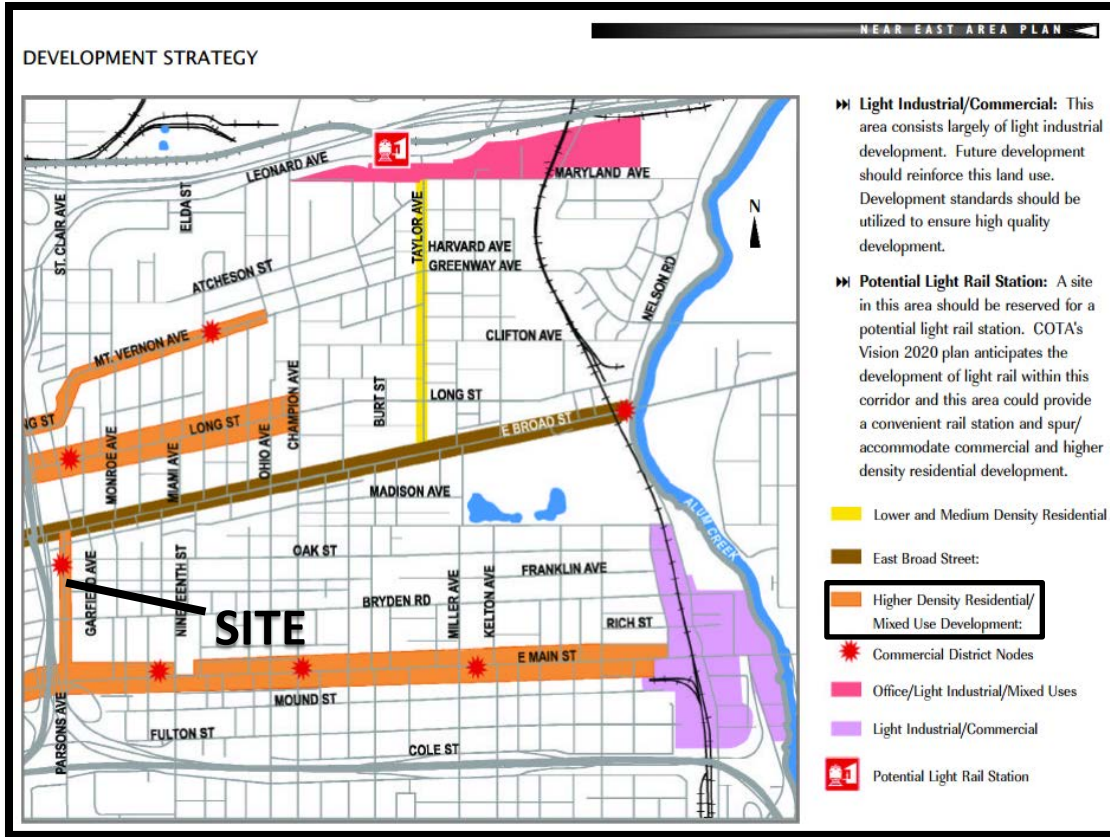 NEAR EAST AREA PLAN
DEVELOPMENT STRATEGY
LEONARD AVE
MARYLAND AVE
ST. CLAIR AVE
ELDA ST
TAYLOR AVE
N
HARVARD AVE
GREENWAY AVE
ATCHESON ST
NELSON RD
MT. VERNON AVE
CLIFTON AVE
CHAMPION AVE
BURT ST
LONG ST
NG ST
LONG ST
E BROAD ST
OHIO AVE
MONROE AVE
MIAMI AVE
MADISON AVE
ALUM CREEK
OAK ST
GARFIELD AVE
NINETEENTH ST
FRANKLIN AVE
BRYDEN RD
MILLER AVE
KELTON AVE
SITE
RICH ST
E MAIN ST
MOUND ST
PARSONS AVE
FULTON ST
COLE ST
Light Industrial/Commercial: This
area consists largely of light industrial
development. Future development
should reinforce this land use.
Development standards should be
utilized to ensure high quality
development.
Potential Light Rail Station: A site
in this area should be reserved for a
potential light rail station. COTA's
Vision 2020 plan anticipates the
development of light rail within this
corridor and this area could provide
a convenient rail station and spur/
accommodate commercial and higher
density residential development.
Lower and Medium Density Residential
East Broad Street:
Higher Density Residential/
Mixed Use Development:
Commercial District Nodes
Office/Light Industrial/Mixed Uses
Light Industrial/Commercial
Potential Light Rail Station